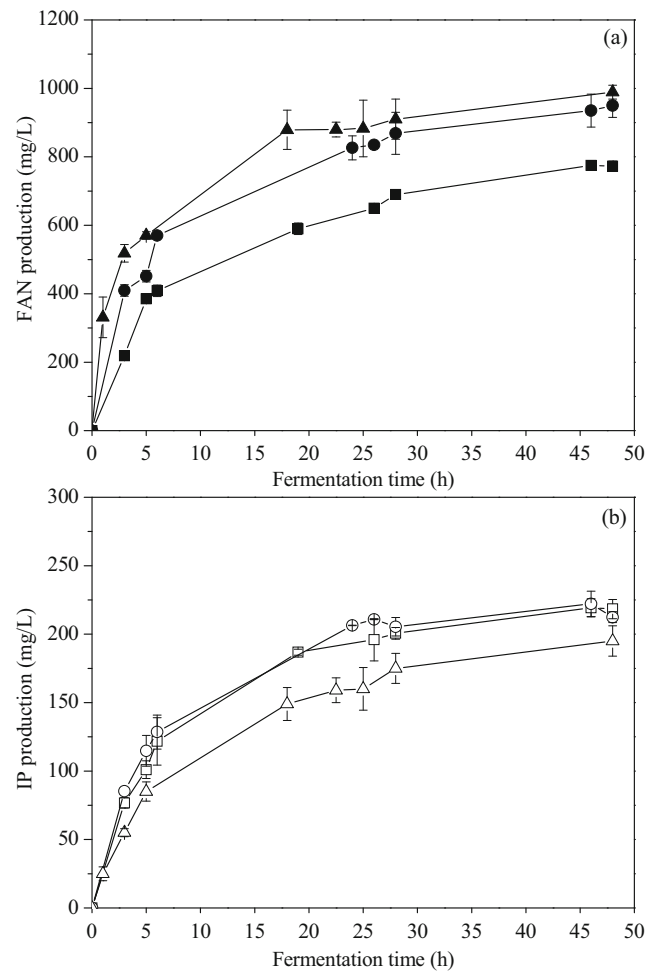 (a)
1200
1000
800
600
400
200
0
FAN production (mg/L)
0 5 10 15 20 25 30 35 40 45 50
Fermentation time (h)
(b)
300
250
200
150
100
50
0
IP production (mg/L)
0 5 10 15 20 25 30 35 40 45 50
Fermentation time (h)